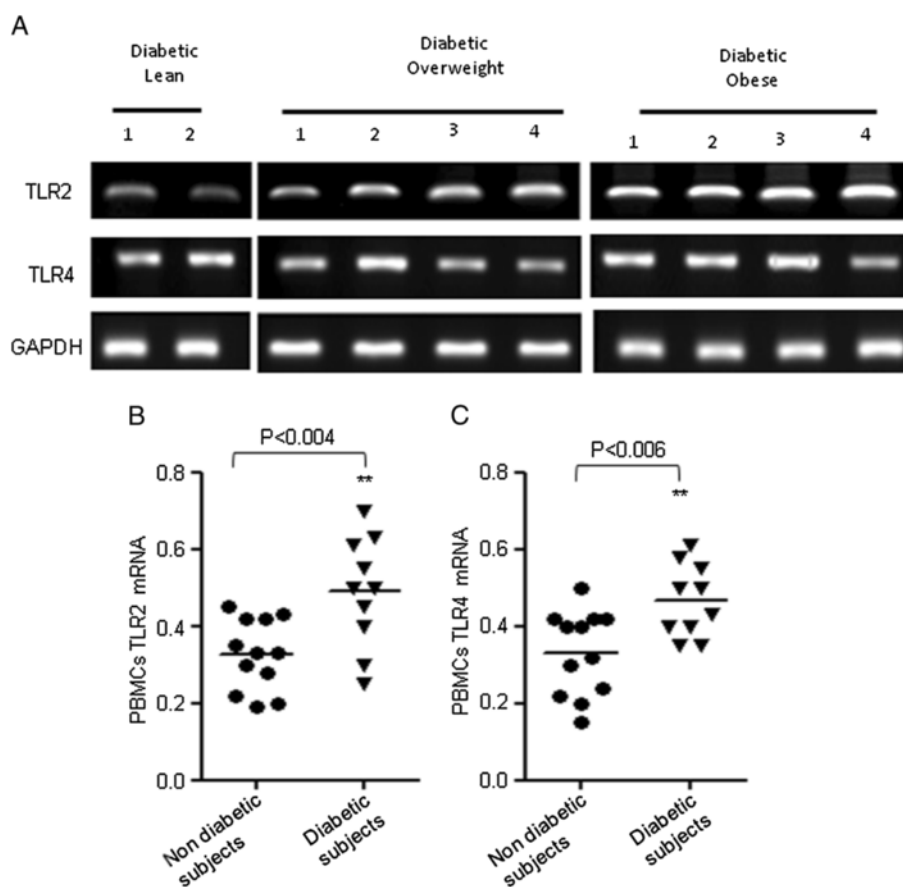 A
Diabetic
Lean
Diabetic
Overweight
Diabetic
Obese
1 2 1 2 3 4 1 2 3 4
TLR2
TLR4
GAPDH
B
P<0.004
**
PBMCs TLR2 mRNA
0.8
0.6
0.4
0.2
0.0
Non diabetic
subjects
Diabetic
subjects
C
P<0.006
**
PBMCs TLR4 mRNA
0.8
0.6
0.4
0.2
0.0
Non diabetic
subjects
Diabetic
subjects